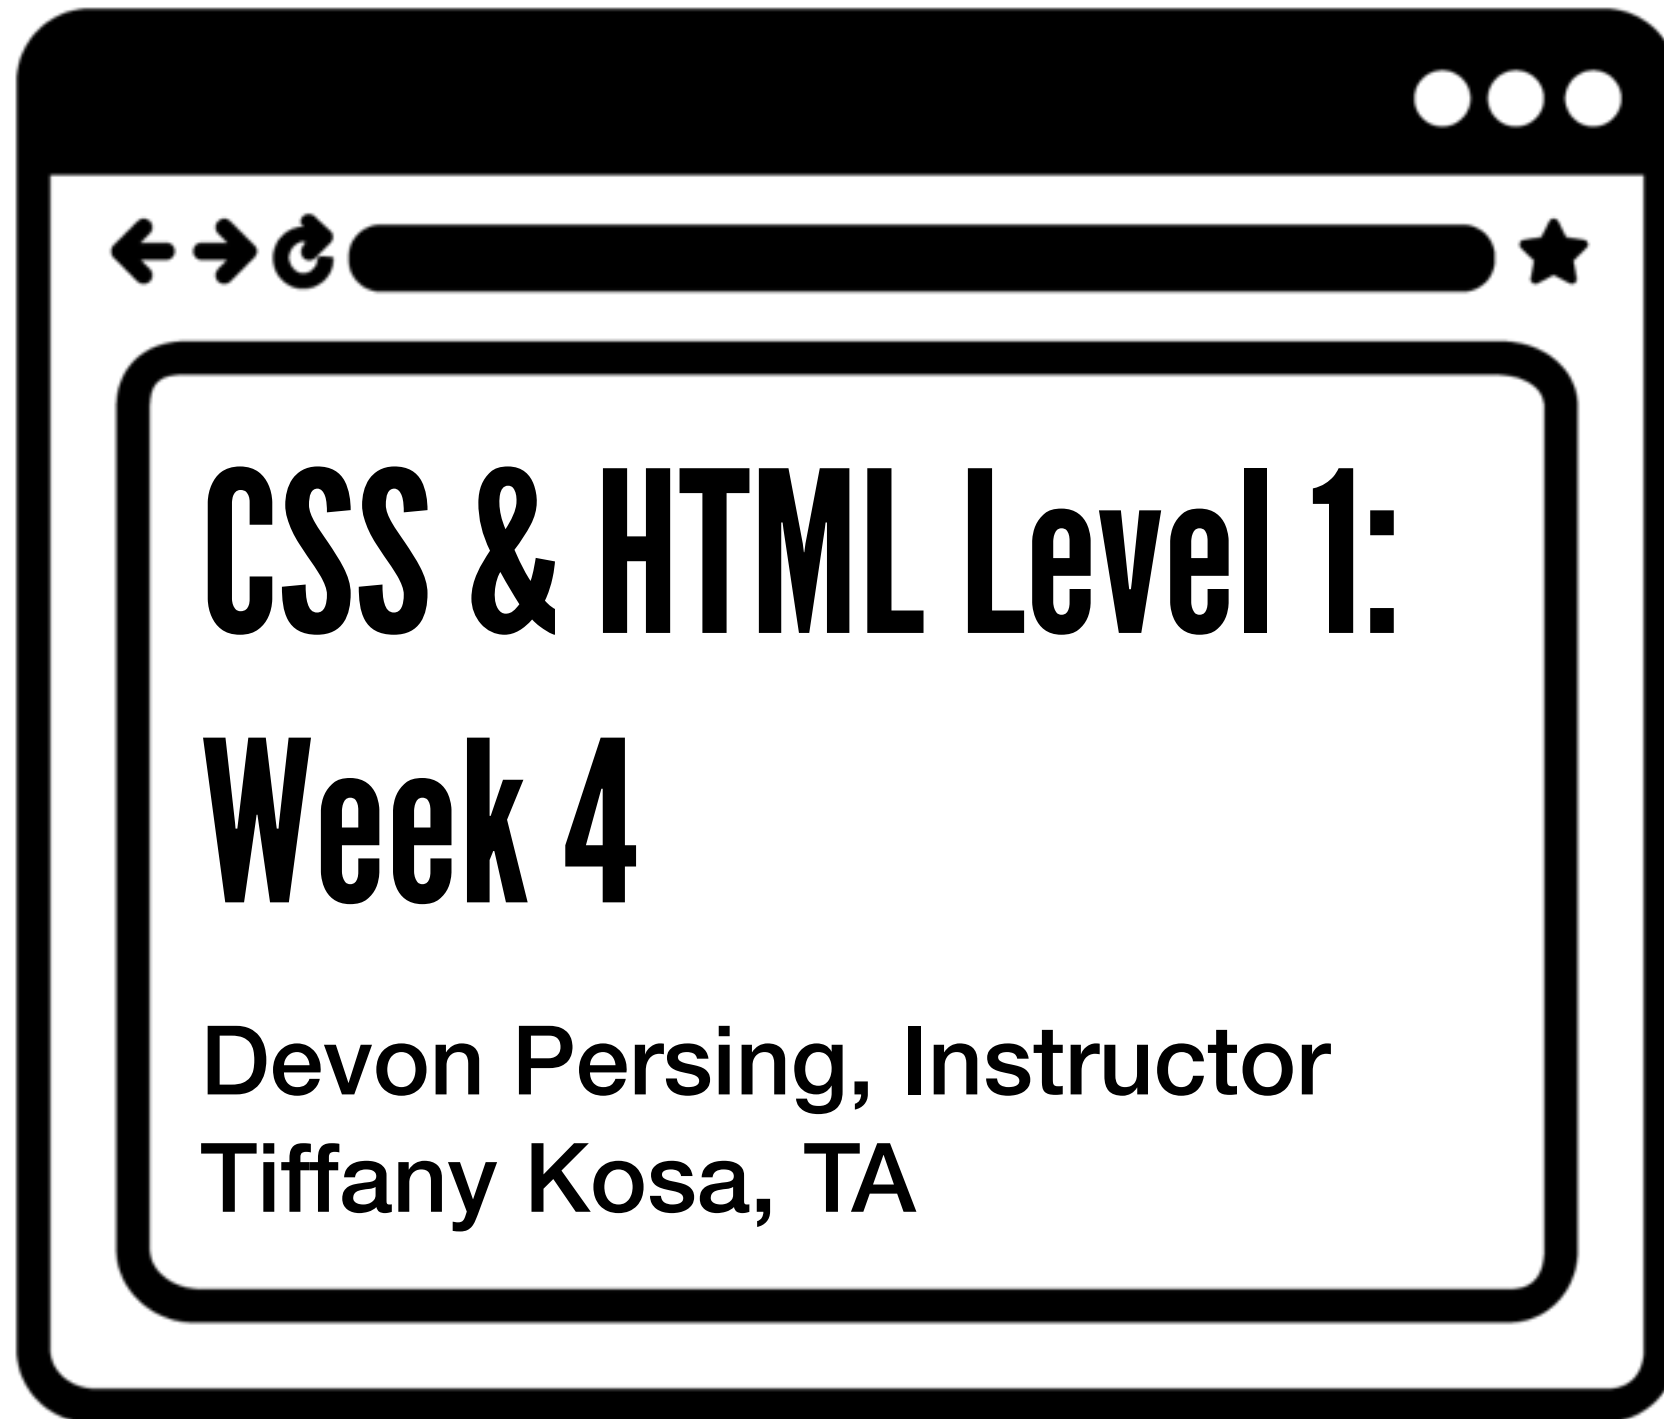 CSS & HTML Level 1:
Week 4
Devon Persing, Instructor
Tiffany Kosa, TA